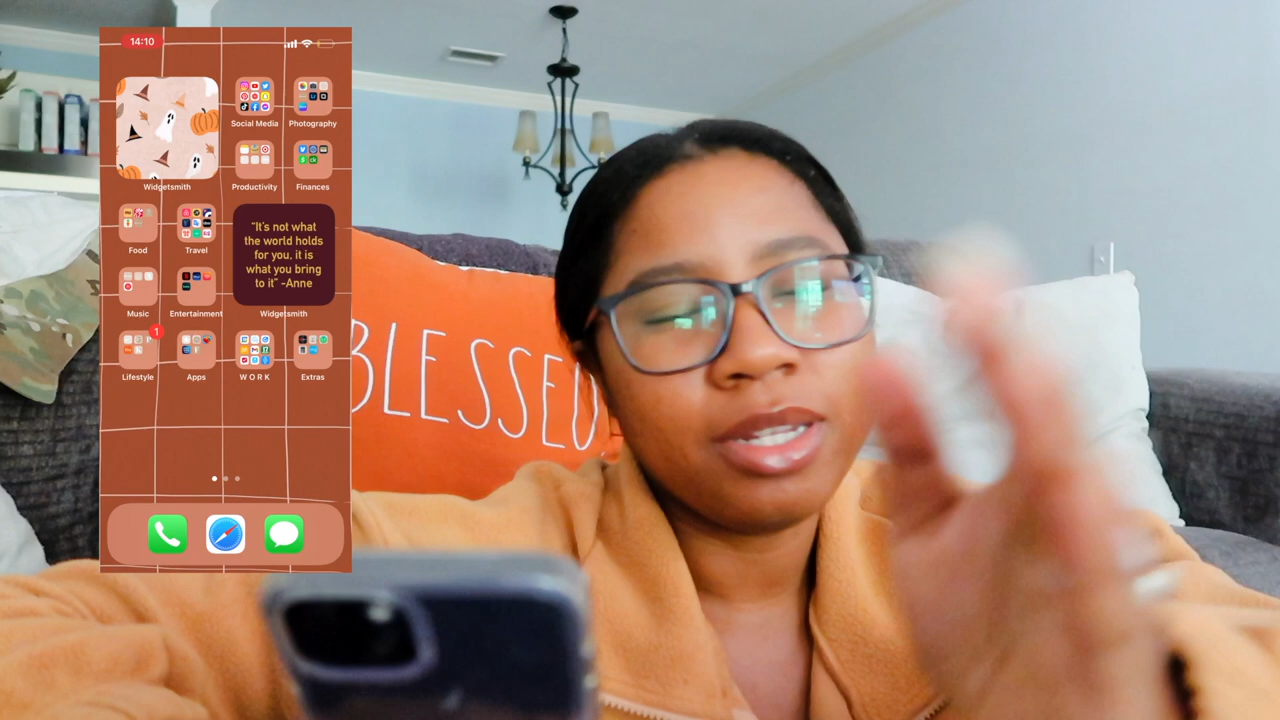 14:10
Social Media
Photography
Widgetsmith
Productivity
Finances
Food
Travel
"It's not what
the world holds
for you, it is
what you bring
to it" -Anne
Music
Entertainment
Widgetsmith
1
Lifestyle
Apps
W O R K
Extras
BLESSED